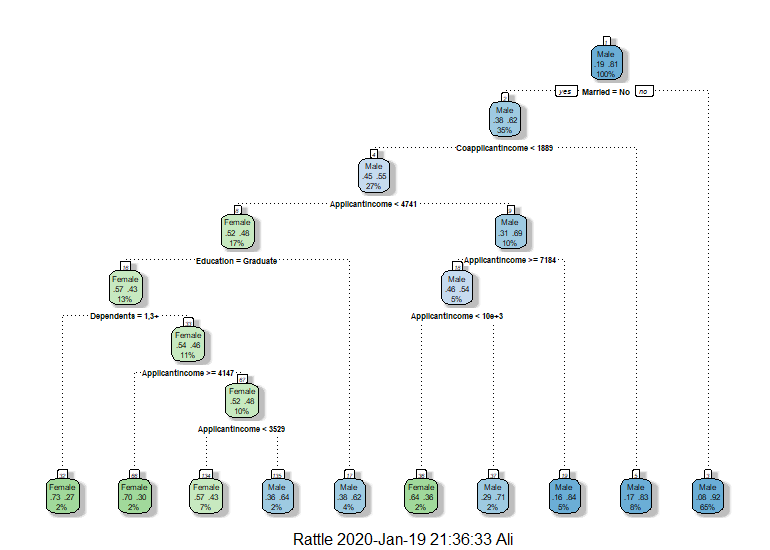 1
Male
.19 .81
100%
yes Married = No no
2
Male
.38 .62
35%
CoapplicantIncome < 1889
4
Male
.45 .55
27%
ApplicantIncome < 4741
8
Female
.52 .48
17%
9
Male
.31 .69
10%
Education = Graduate
ApplicantIncome >= 7184
16
Female
.57 .43
13%
18
Male
.46 .54
5%
Dependents = 1,3+
ApplicantIncome < 10e+3
33
Female
.54 .46
11%
ApplicantIncome >= 4147
67
Female
.52 .48
10%
ApplicantIncome < 3529
32
Female
.73 .27
2%
66
Female
.70 .30
2%
134
Female
.57 .43
7%
135
Male
.36 .64
2%
17
Male
.38 .62
4%
36
Female
.64 .36
2%
37
Male
.29 .71
2%
19
Male
.16 .84
5%
5
Male
.17 .83
8%
3
Male
.08 .92
65%
Rattle 2020-Jan-19 21:36:33 Ali